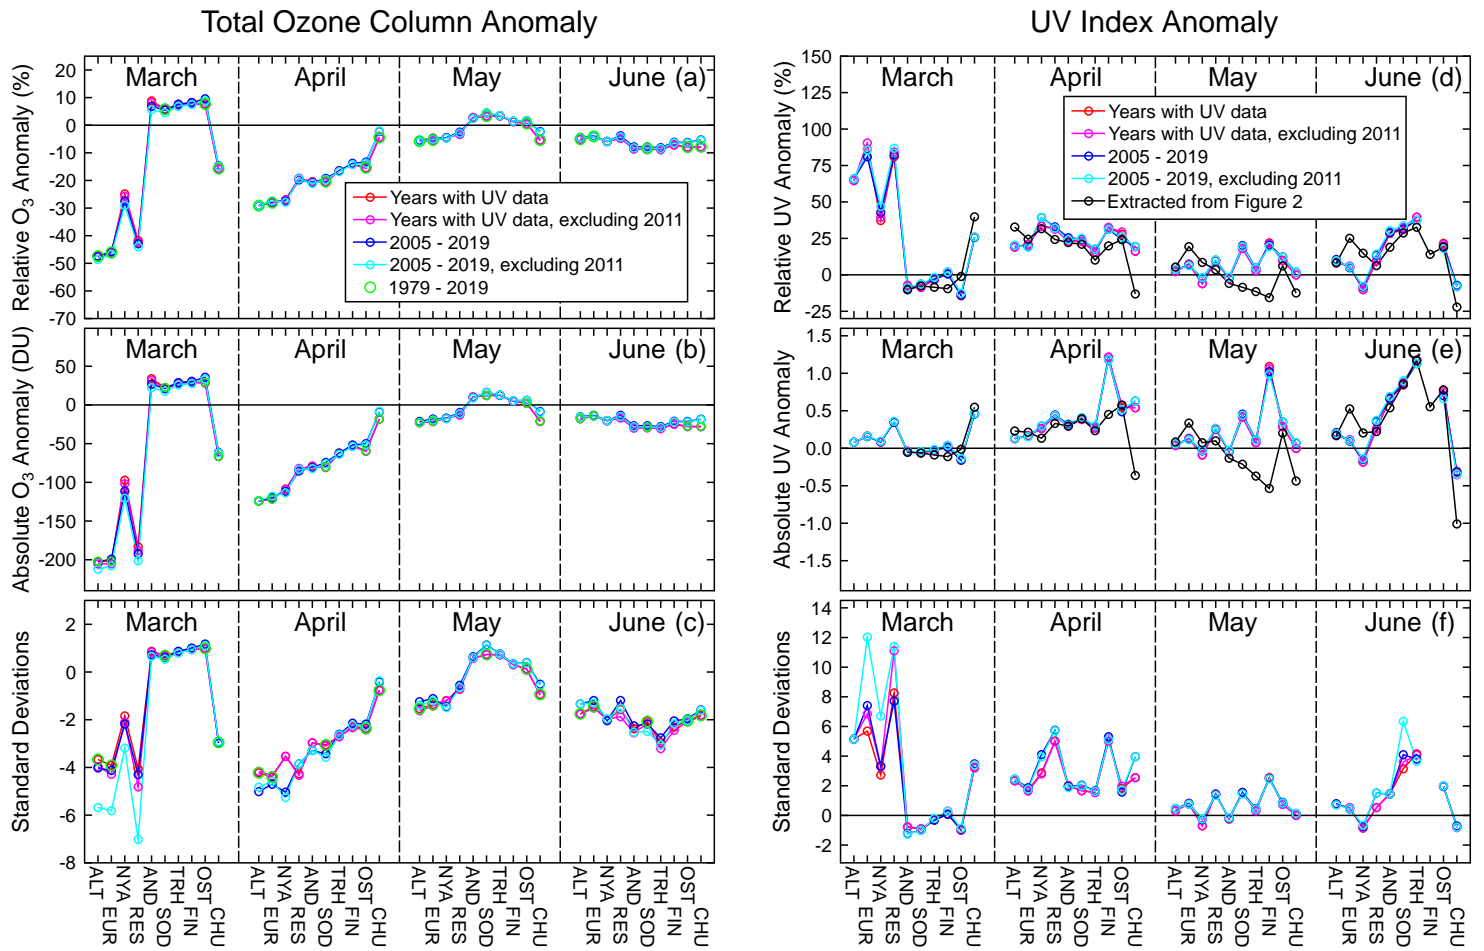 Total Ozone Column Anomaly
UV Index Anomaly
Relative O3 Anomaly (%)
20
10
0
-10
-20
-30
-40
-50
-60
-70
March
April
May
June (a)
Years with UV data
Years with UV data, excluding 2011
2005 - 2019
2005 - 2019, excluding 2011
1979 - 2019
Absolute O3 Anomaly (DU)
50
0
-50
-100
-150
-200
March
April
May
June (b)
Standard Deviations
2
0
-2
-4
-6
-8
March
April
May
June (c)
ALT
EUR
NYA
RES
AND
SOD
TRH
FIN
OST
CHU
ALT
EUR
NYA
RES
AND
SOD
TRH
FIN
OST
CHU
ALT
EUR
NYA
RES
AND
SOD
TRH
FIN
OST
CHU
ALT
EUR
NYA
RES
AND
SOD
TRH
FIN
OST
CHU
Relative UV Anomaly (%)
150
125
100
75
50
25
0
-25
March
April
May
June (d)
Years with UV data
Years with UV data, excluding 2011
2005 - 2019
2005 - 2019, excluding 2011
Extracted from Figure 2
Absolute UV Anomaly
1.5
1.0
0.5
0.0
-0.5
-1.0
-1.5
March
April
May
June (e)
Standard Deviations
14
12
10
8
6
4
2
0
-2
March
April
May
June (f)
ALT
EUR
NYA
RES
AND
SOD
TRH
FIN
OST
CHU
ALT
EUR
NYA
RES
AND
SOD
TRH
FIN
OST
CHU
ALT
EUR
NYA
RES
AND
SOD
TRH
FIN
OST
CHU
ALT
EUR
NYA
RES
AND
SOD
TRH
FIN
OST
CHU